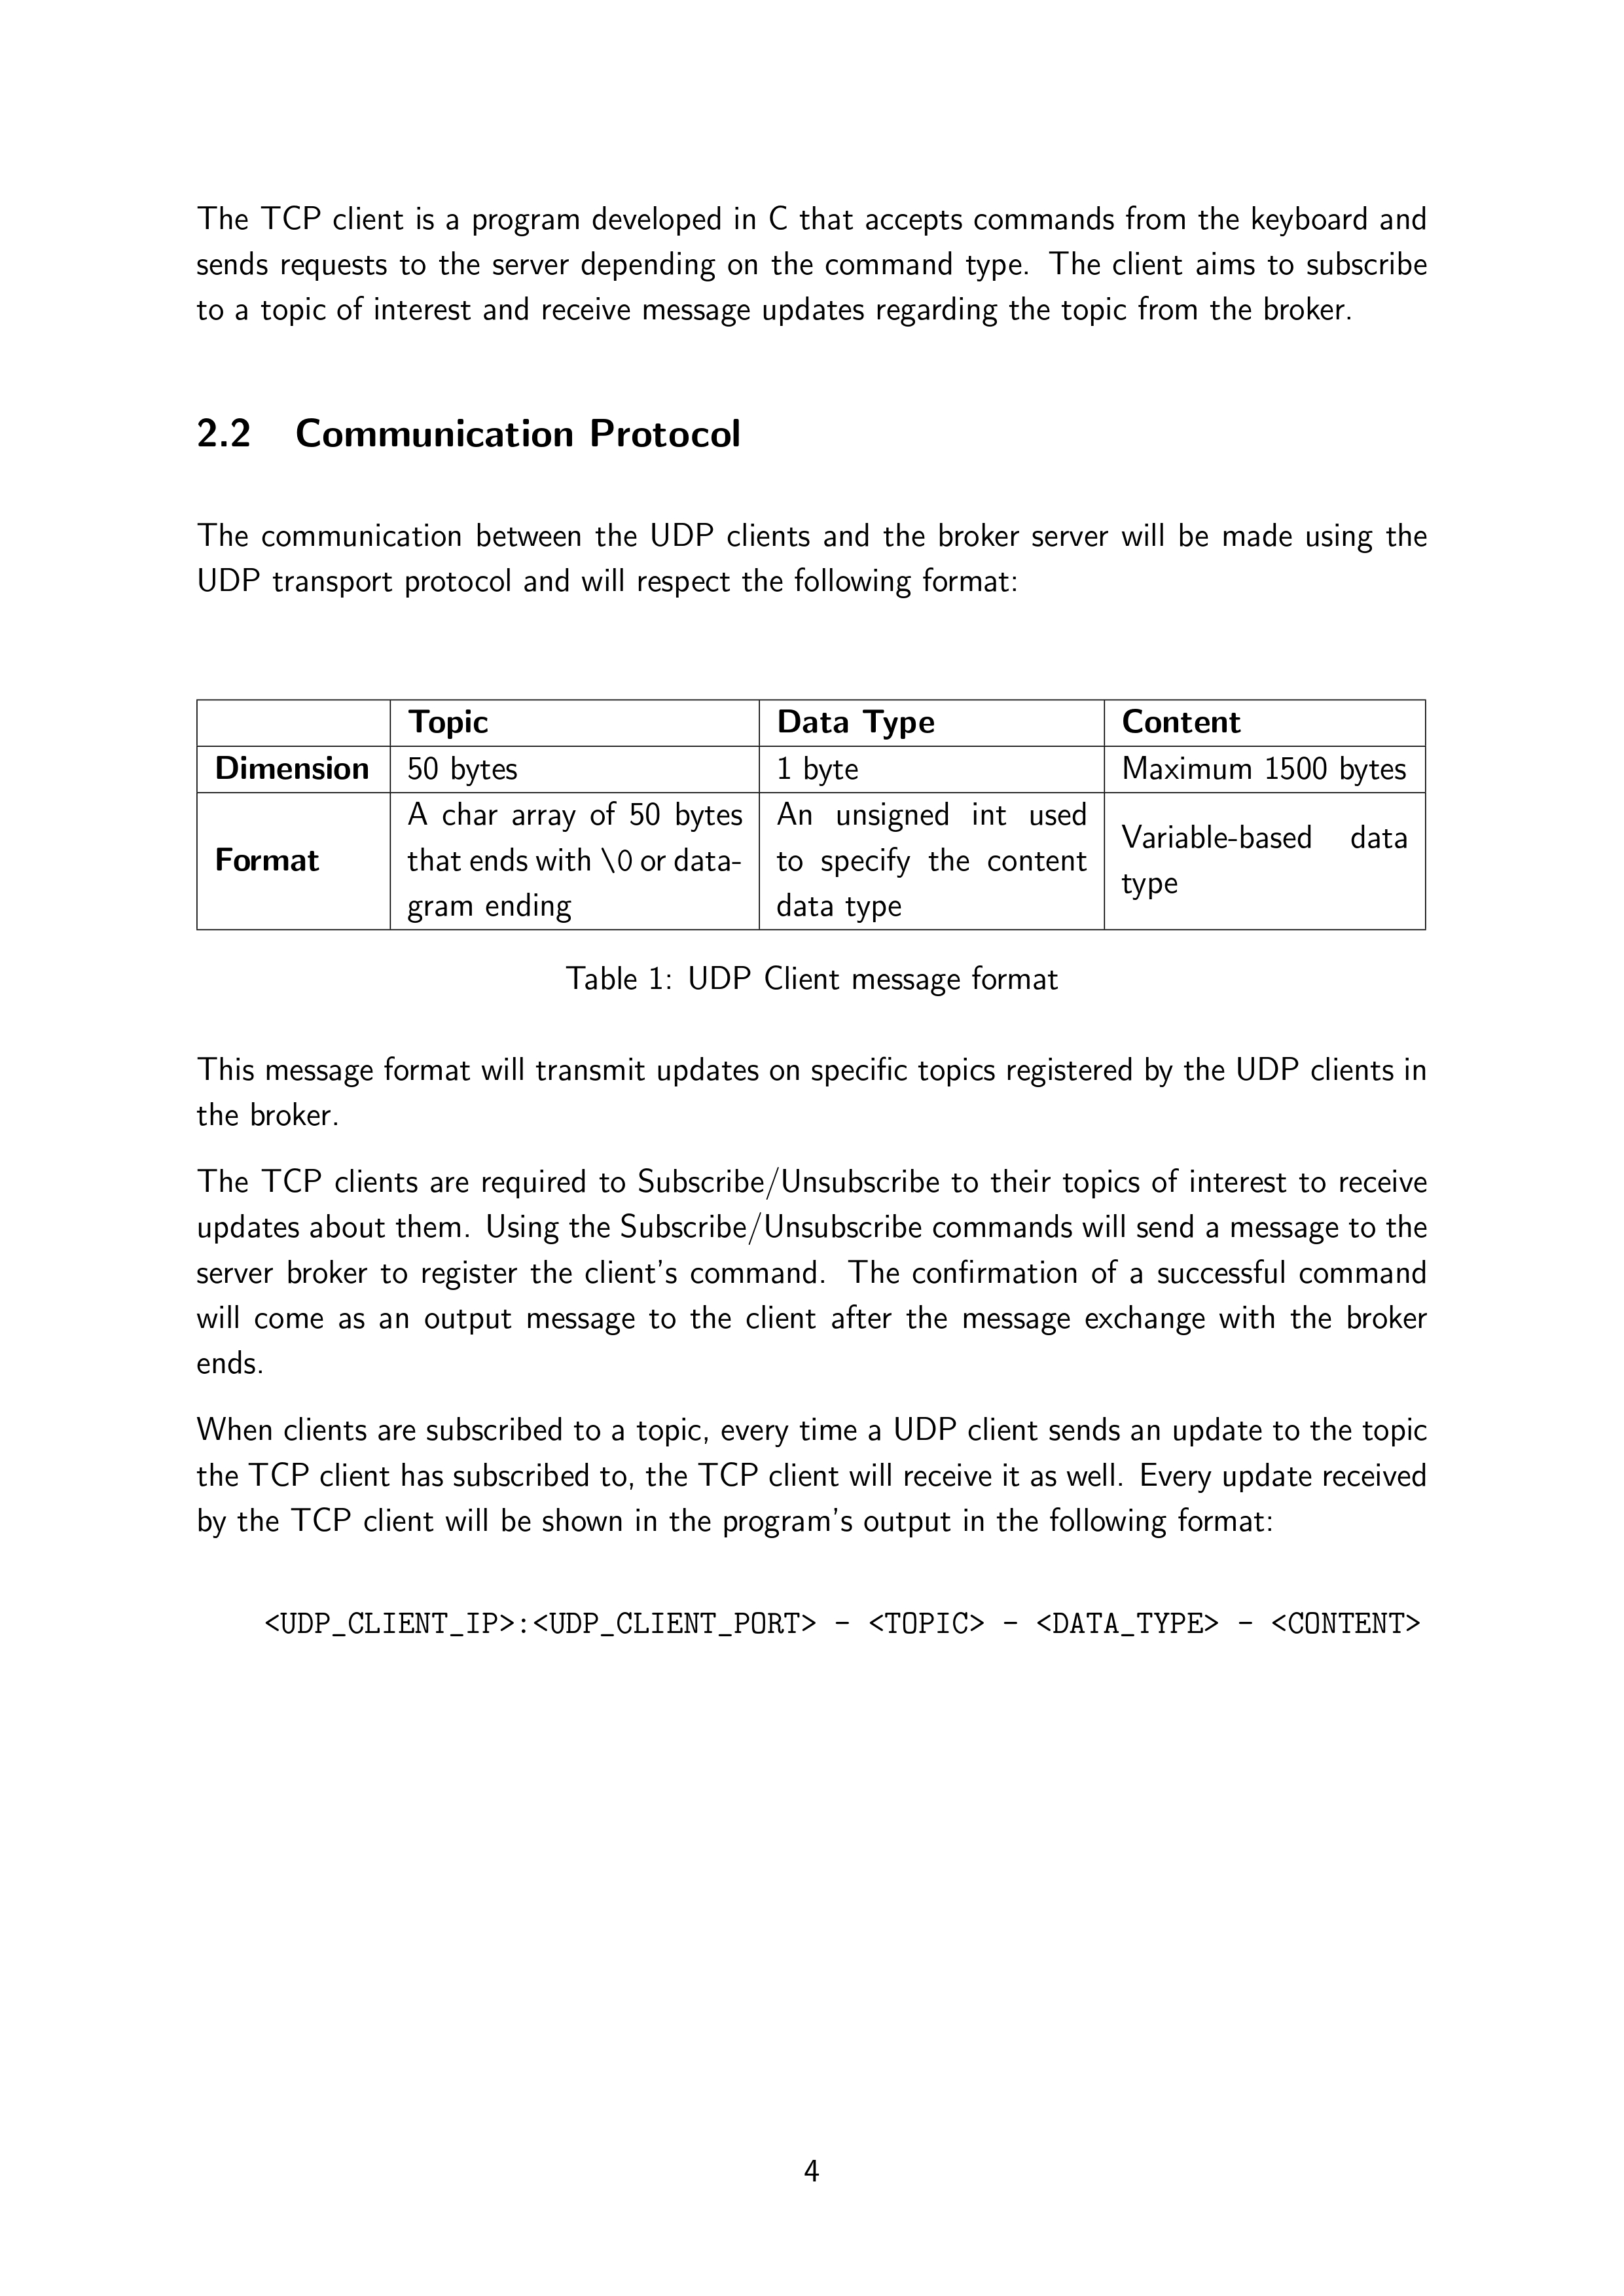 The TCP client is a program developed in C that accepts commands from the keyboard and
sends requests to the server depending on the command type. The client aims to subscribe
to a topic of interest and receive message updates regarding the topic from the broker.
2.2 Communication Protocol
The communication between the UDP clients and the broker server will be made using the
UDP transport protocol and will respect the following format:
Topic Data Type Content
Dimension 50 bytes 1 byte Maximum 1500 bytes
Format
A char array of 50 bytes
that ends with \0 or data-
gram ending
An unsigned int used
to specify the content
data type
Variable-based data
type
Table 1: UDP Client message format
This message format will transmit updates on specific topics registered by the UDP clients in
the broker.
The TCP clients are required to Subscribe/Unsubscribe to their topics of interest to receive
updates about them. Using the Subscribe/Unsubscribe commands will send a message to the
server broker to register the client's command. The confirmation of a successful command
will come as an output message to the client after the message exchange with the broker
ends.
When clients are subscribed to a topic, every time a UDP client sends an update to the topic
the TCP client has subscribed to, the TCP client will receive it as well. Every update received
by the TCP client will be shown in the program's output in the following format:
<UDP_CLIENT_IP>:<UDP_CLIENT_PORT> - <TOPIC> - <DATA_TYPE> - <CONTENT>
4